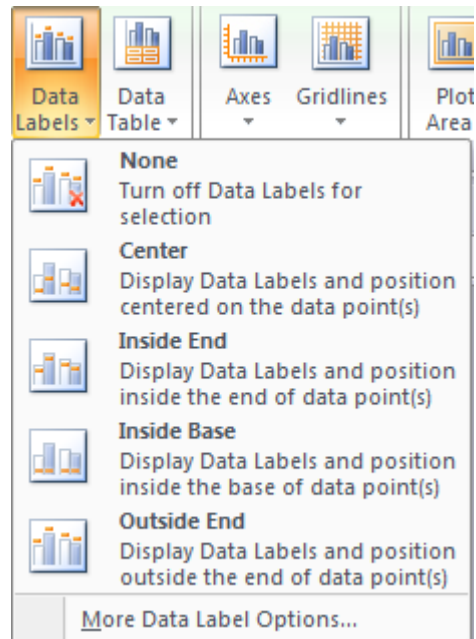 Data Labels
Data Table
Axes
Gridlines
Plot Area
None
Turn off Data Labels for
selection
Center
Display Data Labels and position
centered on the data point(s)
Inside End
Display Data Labels and position
inside the end of data point(s)
Inside Base
Display Data Labels and position
inside the base of data point(s)
Outside End
Display Data Labels and position
outside the end of data point(s)
More Data Label Options...